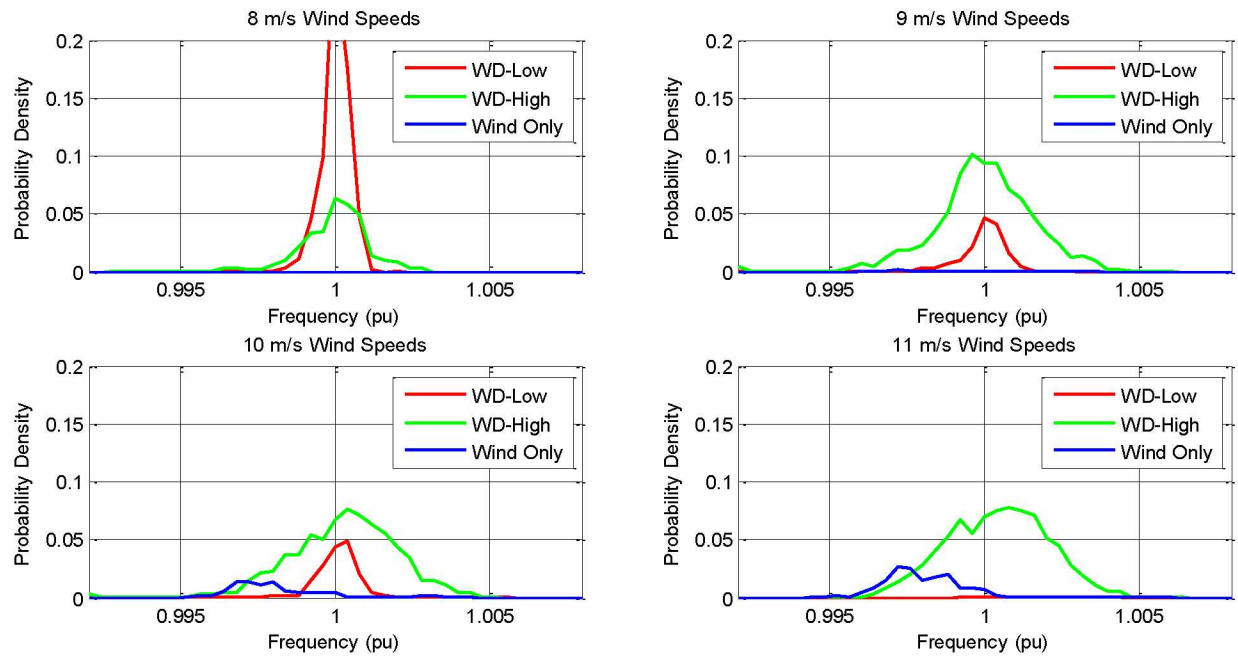 8 m/s Wind Speeds
0.2
0.15
0.1
0.05
0
Probability Density
WD-Low
WD-High
Wind Only
0.995
1
1.005
Frequency (pu)
9 m/s Wind Speeds
0.2
0.15
0.1
0.05
0
Probability Density
WD-Low
WD-High
Wind Only
0.995
1
1.005
Frequency (pu)
10 m/s Wind Speeds
0.2
0.15
0.1
0.05
0
Probability Density
WD-Low
WD-High
Wind Only
0.995
1
1.005
Frequency (pu)
11 m/s Wind Speeds
0.2
0.15
0.1
0.05
0
Probability Density
WD-Low
WD-High
Wind Only
0.995
1
1.005
Frequency (pu)